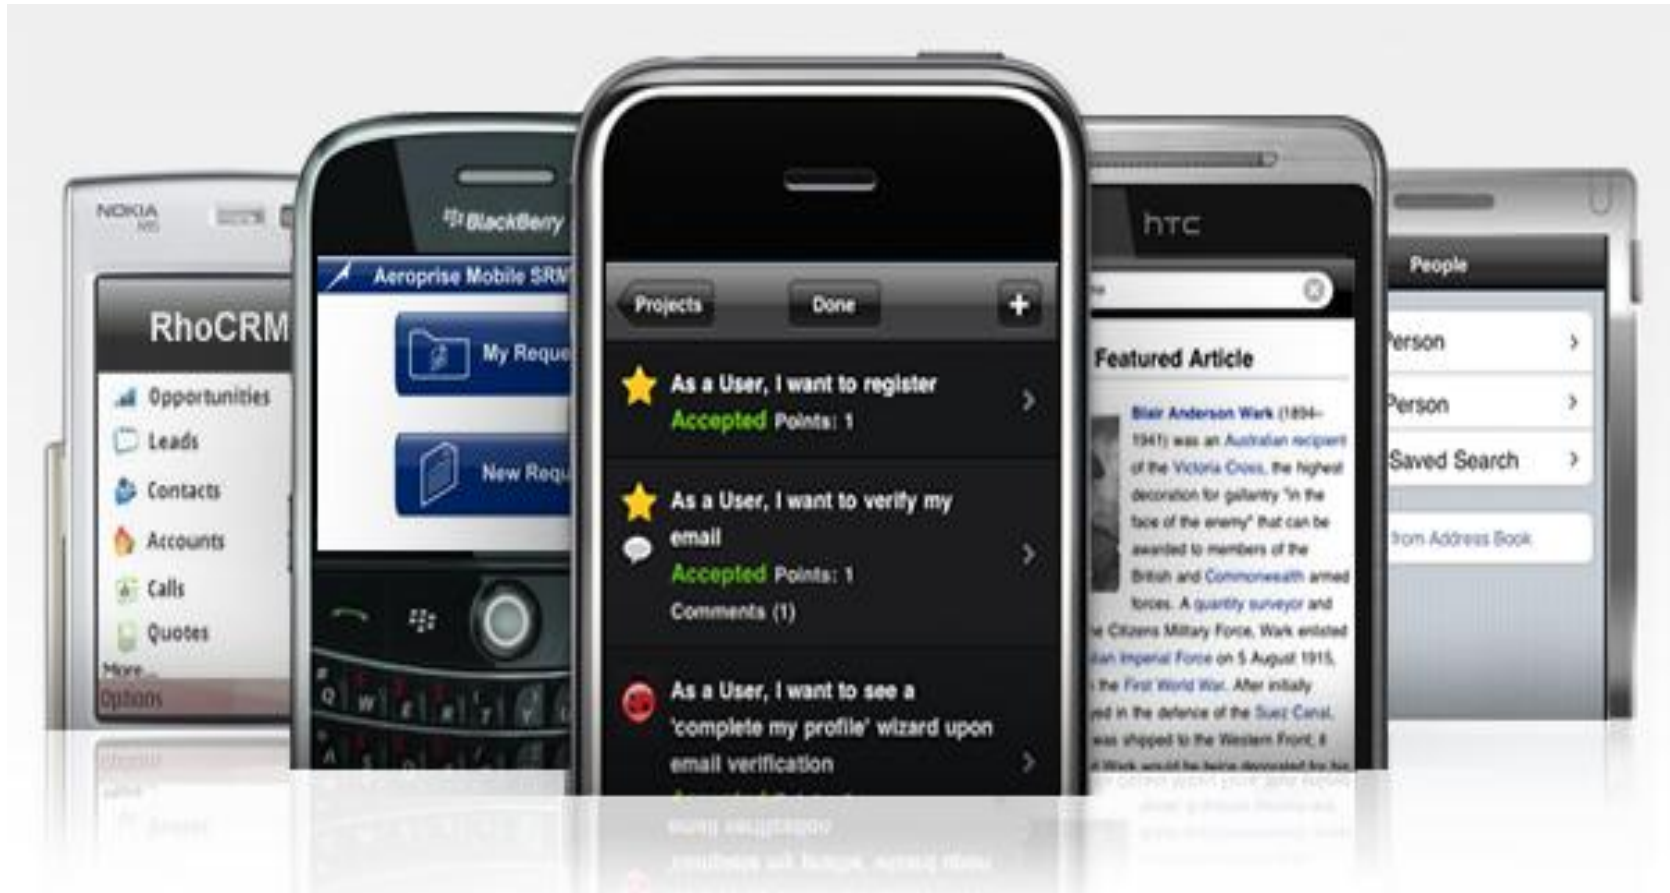 NOKIA
RhoCRM
Opportunities
Leads
Contacts
Accounts
Calls
Quotes
More...
Options
BlackBerry
Aeroprise Mobile SRM
My Reque
New Requ
Q W E R T Y U
Projects
Done
+
As a User, I want to register
Accepted Points: 1
As a User, I want to verify my
email
Accepted Points: 1
Comments (1)
As a User, I want to see a
'complete my profile' wizard upon
email verification
hTC
Featured Article
Blair Anderson Wark (1894–
1941) was an Australian recipient
of the Victoria Cross, the highest
decoration for gallantry "in the
face of the enemy" that can be
awarded to members of the
British and Commonwealth armed
forces. A quantity surveyor and
Citizens Military Force, Wark enlisted
Imperial Force on 5 August 1915,
the First World War. After initially
in the defence of the Suez Canal,
was shipped to the Western Front; it
Wark would be twice decorated for his
People
Person
Person
Saved Search
from Address Book